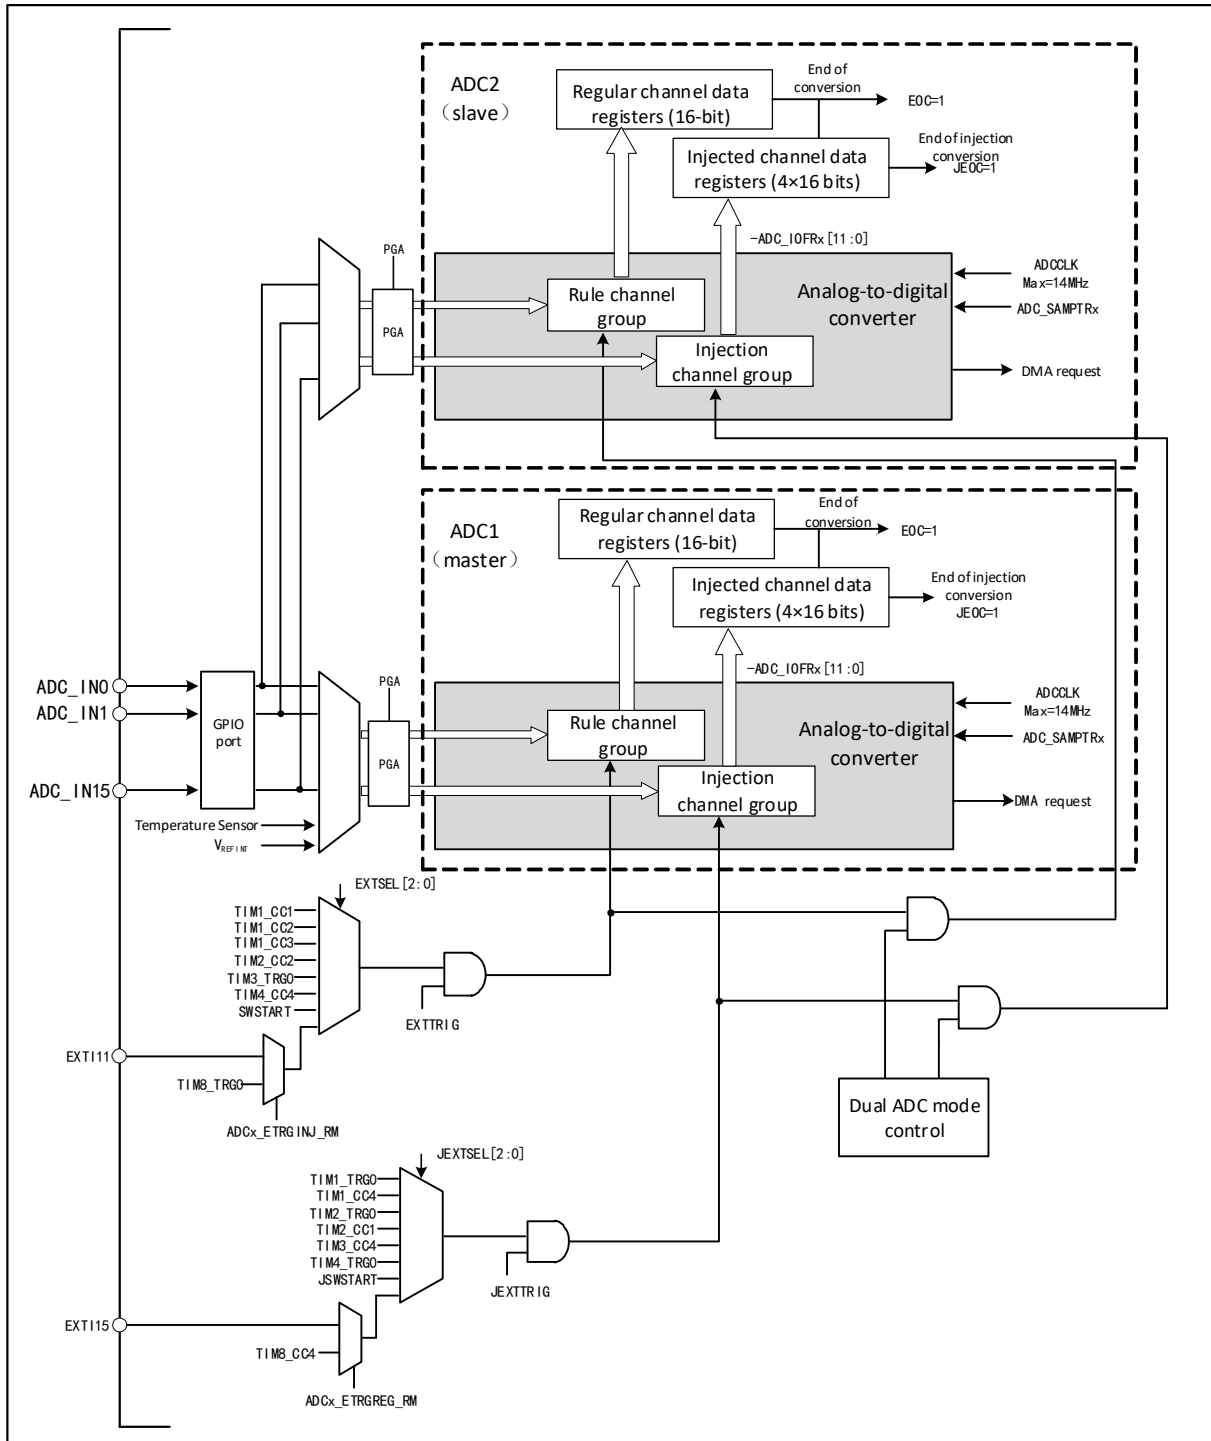 ADC2
（slave）
Regular channel data
registers (16-bit)
End of
conversion
EOC=1
Injected channel data
registers (4×16 bits)
End of injection
conversion
JEOC=1
-ADC_IOFRx[11:0]
PGA
PGA
Rule channel
group
Injection
channel group
Analog-to-digital
converter
ADCCLK
Max=14MHz
ADC_SAMPTRx
DMA request
ADC1
（master）
Regular channel data
registers (16-bit)
End of
conversion
EOC=1
Injected channel data
registers (4×16 bits)
End of injection
conversion
JEOC=1
-ADC_IOFRx[11:0]
ADC_IN0
ADC_IN1
ADC_IN15
GPIO
port
PGA
PGA
Rule channel
group
Injection
channel group
Analog-to-digital
converter
ADCCLK
Max=14MHz
ADC_SAMPTRx
DMA request
Temperature Sensor
VREFINT
EXTSEL[2:0]
TIM1_CC1
TIM1_CC2
TIM1_CC3
TIM2_CC2
TIM3_TRGO
TIM4_CC4
SWSTART
EXTTRIG
EXTI11
TIM8_TRGO
ADCx_ETRGINJ_RM
Dual ADC mode
control
JEXTSEL[2:0]
TIM1_TRGO
TIM1_CC4
TIM2_TRGO
TIM2_CC1
TIM3_CC4
TIM4_TRGO
JSWSTART
JEXTTRIG
EXTI15
TIM8_CC4
ADCx_ETRGREG_RM